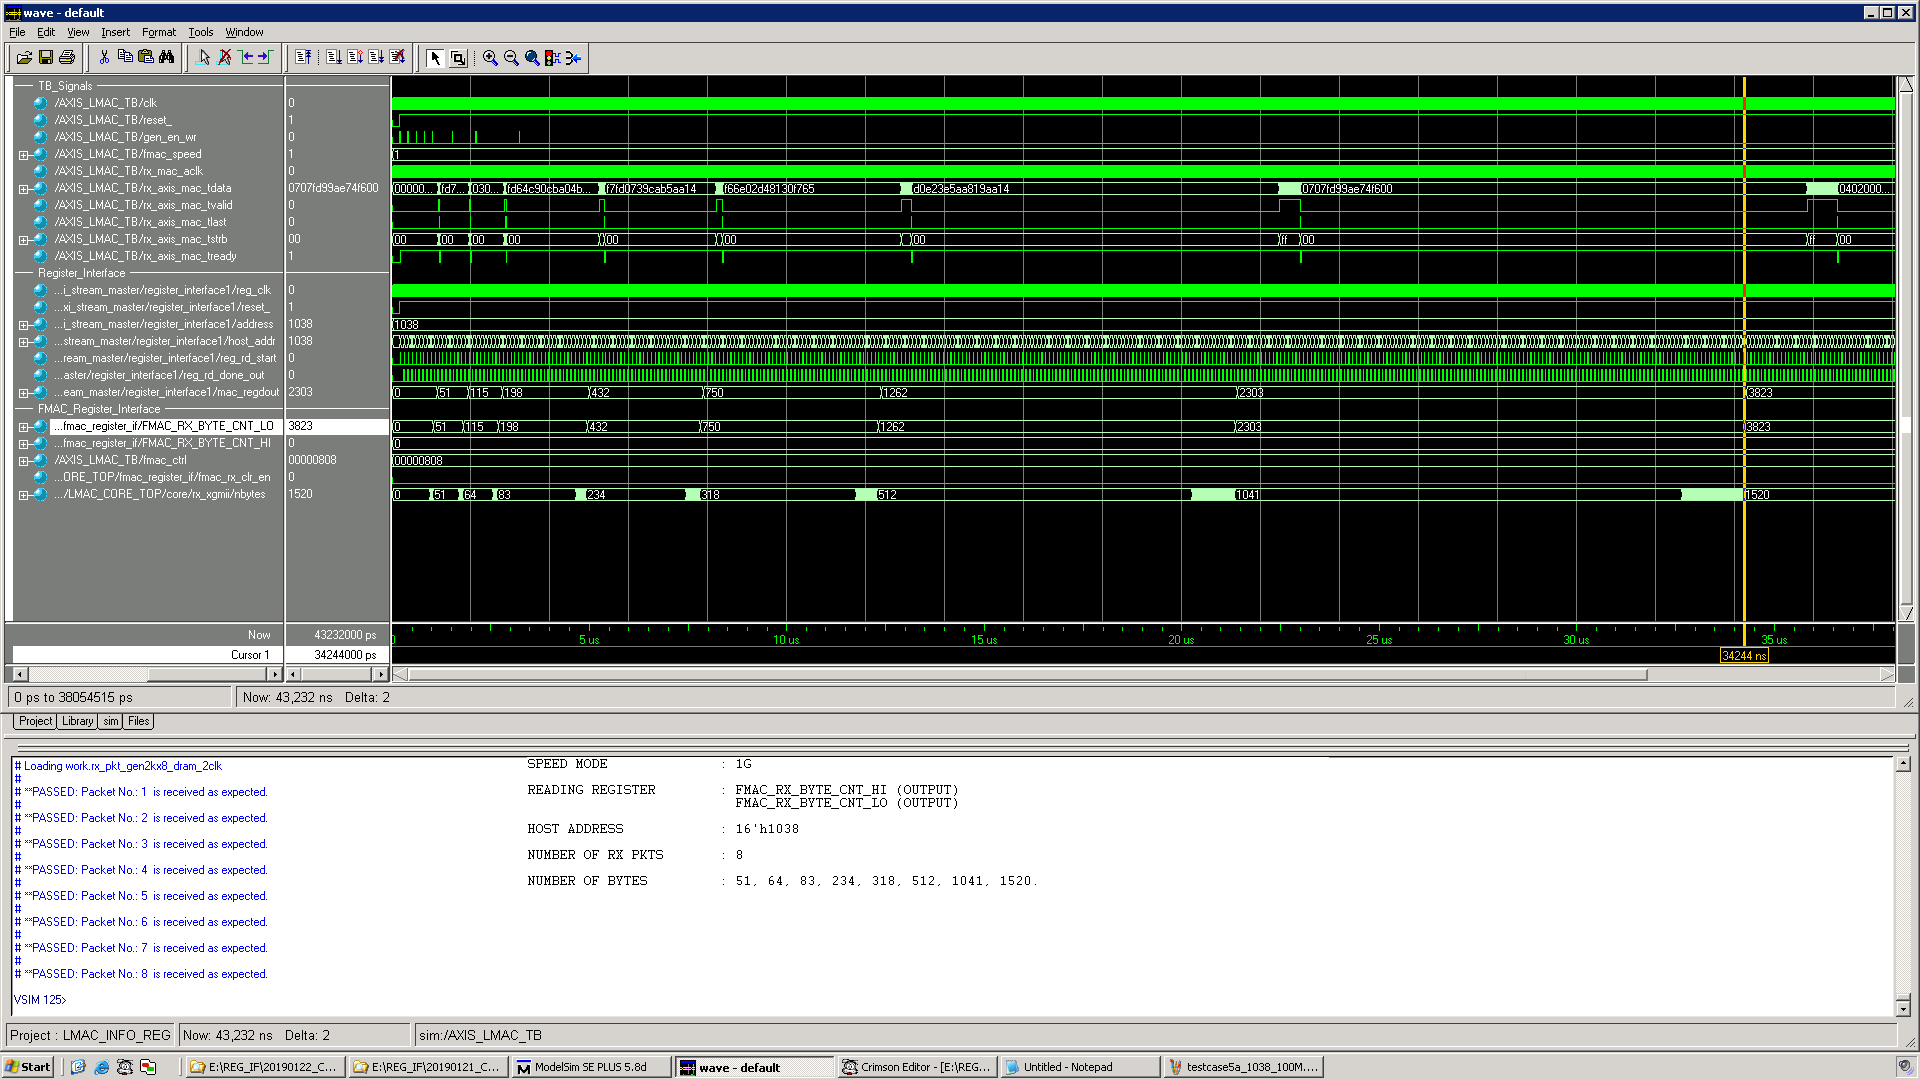 wave - default
File Edit View Insert Format Tools Window
TB_Signals
/AXIS_LMAC_TB/clk 0
/AXIS_LMAC_TB/reset_ 1
/AXIS_LMAC_TB/gen_en_wr 0
/AXIS_LMAC_TB/fmac_speed 1 1
/AXIS_LMAC_TB/rx_mac_aclk 0
/AXIS_LMAC_TB/rx_axis_mac_tdata 0707fd99ae74f600 00000... fd7... 030... fd64c90cba04b... f7fd0739cab5aa14 f66e02d48130f765 d0e23e5aa819aa14 0707fd99ae74f600 0402000...
/AXIS_LMAC_TB/rx_axis_mac_tvalid 0
/AXIS_LMAC_TB/rx_axis_mac_tlast 0
/AXIS_LMAC_TB/rx_axis_mac_tstrb 00 00 00 00 00 00 00 00 ff 00 ff 00
/AXIS_LMAC_TB/rx_axis_mac_tready 1
Register_Interface
...i_stream_master/register_interface1/reg_clk 0
...xi_stream_master/register_interface1/reset_ 1
...i_stream_master/register_interface1/address 1038 1038
...stream_master/register_interface1/host_addr 1038
...ream_master/register_interface1/reg_rd_start 0
...aster/register_interface1/reg_rd_done_out 0
...eam_master/register_interface1/mac_regdout 2303 0 51 115 198 432 750 1262 2303 3823
FMAC_Register_Interface
...fmac_register_if/FMAC_RX_BYTE_CNT_LO 3823 0 51 115 198 432 750 1262 2303 3823
...fmac_register_if/FMAC_RX_BYTE_CNT_HI 0 0
/AXIS_LMAC_TB/fmac_ctrl 00000808 00000808
...ORE_TOP/fmac_register_if/fmac_rx_clr_en 0
.../LMAC_CORE_TOP/core/rx_xgmii/nbytes 1520 0 51 64 83 234 318 512 1041 1520
Now 43232000 ps 0 5 us 10 us 15 us 20 us 25 us 30 us 35 us
Cursor 1 34244000 ps 34244 ns
0 ps to 38054515 ps Now: 43,232 ns Delta: 2
Project Library sim Files
# Loading work.rx_pkt_gen2kx8_dram_2clk
#
# **PASSED: Packet No.: 1 is received as expected.
#
# **PASSED: Packet No.: 2 is received as expected.
#
# **PASSED: Packet No.: 3 is received as expected.
#
# **PASSED: Packet No.: 4 is received as expected.
#
# **PASSED: Packet No.: 5 is received as expected.
#
# **PASSED: Packet No.: 6 is received as expected.
#
# **PASSED: Packet No.: 7 is received as expected.
#
# **PASSED: Packet No.: 8 is received as expected.
VSIM 125>
SPEED MODE : 1G
READING REGISTER : FMAC_RX_BYTE_CNT_HI (OUTPUT)
FMAC_RX_BYTE_CNT_LO (OUTPUT)
HOST ADDRESS : 16'h1038
NUMBER OF RX PKTS : 8
NUMBER OF BYTES : 51, 64, 83, 234, 318, 512, 1041, 1520.
Project : LMAC_INFO_REG Now: 43,232 ns Delta: 2 sim:/AXIS_LMAC_TB
Start E:\REG_IF\20190122_C... E:\REG_IF\20190121_C... ModelSim SE PLUS 5.8d wave - default Crimson Editor - [E:\REG... Untitled - Notepad testcase5a_1038_100M....